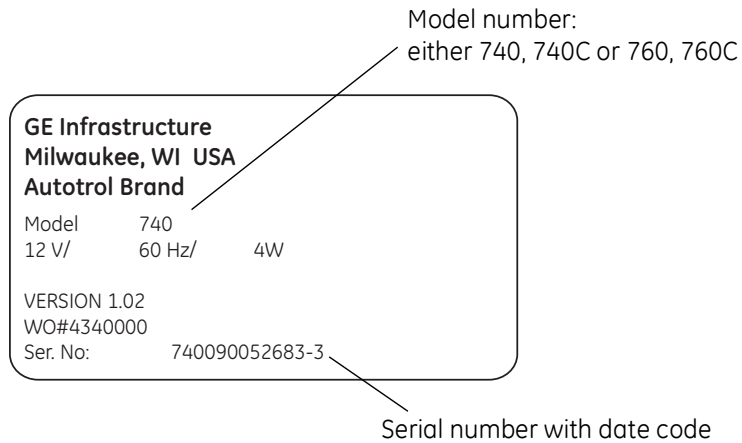 Model number:
either 740, 740C or 760, 760C
GE Infrastructure
Milwaukee, WI USA
Autotrol Brand
Model 740
12 V/ 60 Hz/ 4W
VERSION 1.02
WO#4340000
Ser. No: 740090052683-3
Serial number with date code